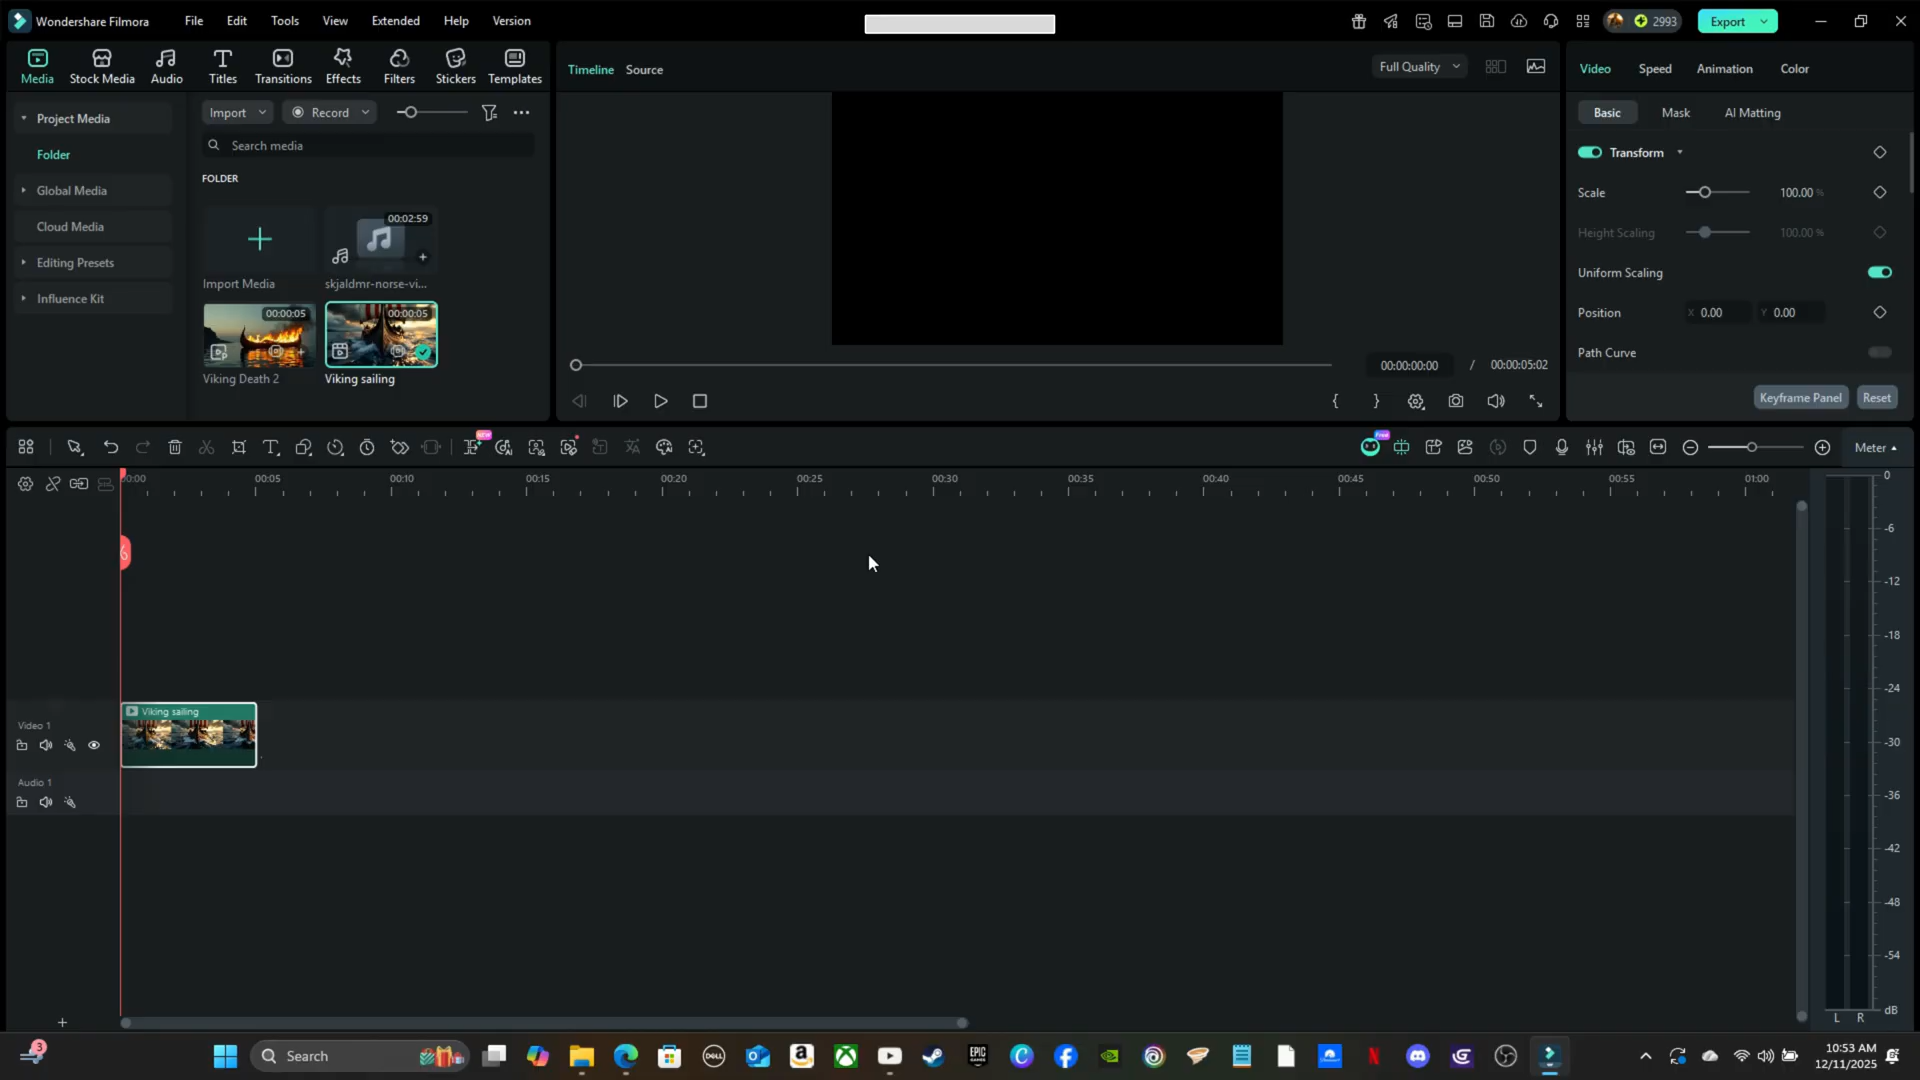 Wondershare Filmora
File Edit Tools View Extended Help Version
2993 Export
Media Stock Media Audio Titles Transitions Effects Filters Stickers Templates
Timeline Source
Full Quality
Video Speed Animation Color
Project Media
Folder
Global Media
Cloud Media
Editing Presets
Influence Kit
Import Record
Search media
FOLDER
Import Media
00:02:59
skjaldmr-norse-vi...
00:00:05
Viking Death 2
00:00:05
Viking sailing
00:00:00:00 / 00:00:05:02
{ }
Basic Mask AI Matting
Transform
Scale 100.00 %
Height Scaling 100.00 %
Uniform Scaling
Position X 0.00 Y 0.00
Path Curve
Keyframe Panel Reset
NEW
Free
Meter
00:00 00:05 00:10 00:15 00:20 00:25 00:30 00:35 00:40 00:45 00:50 00:55 01:00
Viking sailing
Video 1
Audio 1
0
-6
-12
-18
-24
-30
-36
-42
-48
-54
dB
L R
3
Search
DELL
EPIC GAMES
10:53 AM
12/11/2025